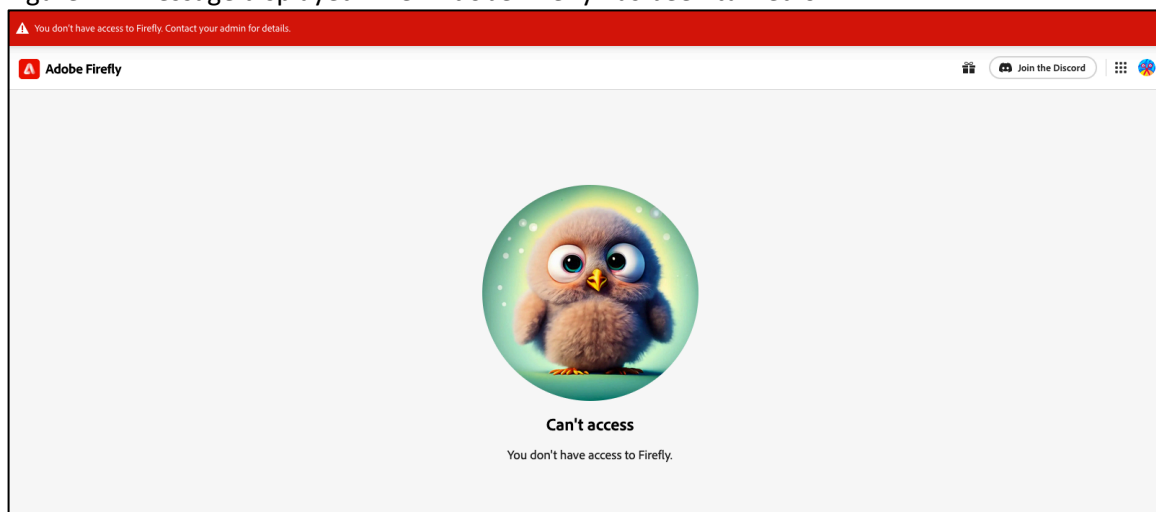 You don't have access to Firefly. Contact your admin for details.
Adobe Firefly
Join the Discord
Can't access
You don't have access to Firefly.